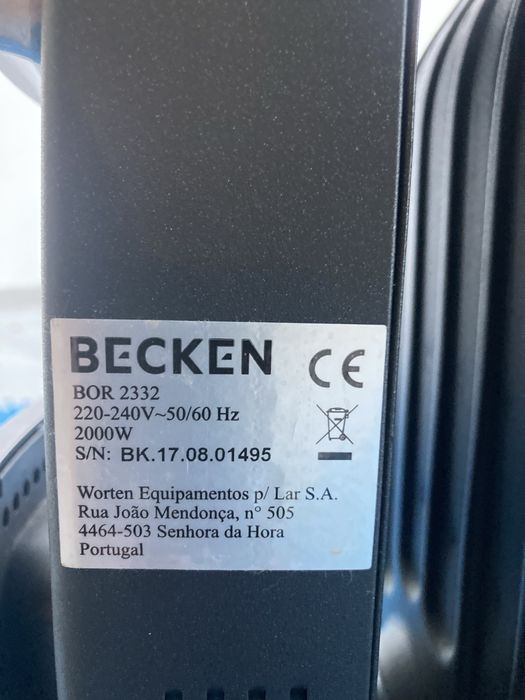 BECKEN
CE
BOR 2332
220-240V~50/60 Hz
2000W
S/N: BK.17.08.01495
Worten Equipamentos p/ Lar S.A.
Rua João Mendonça, nº 505
4464-503 Senhora da Hora
Portugal